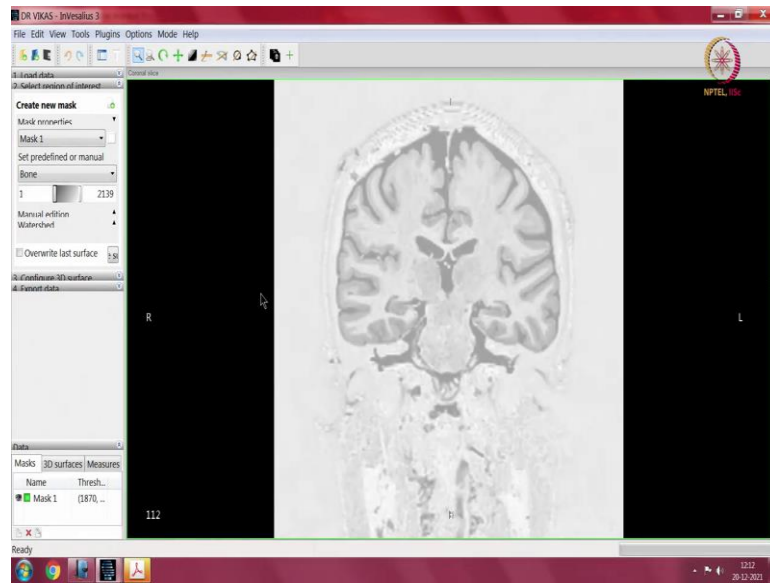 DR VIKAS - InVesalius 3
File Edit View Tools Plugins Options Mode Help
NPTEL, IISc
1. Load data
2. Select region of interest
Create new mask
Mask properties
Mask 1
Set predefined or manual
Bone
1 2139
Manual edition
Watershed
Overwrite last surface
3. Configure 3D surface
4. Export data
Data
Masks 3D surfaces Measures
Name Thresh..
Mask 1 (1870, ...
Coronal slice
R
L
112
Ready
12:12
20-12-2021